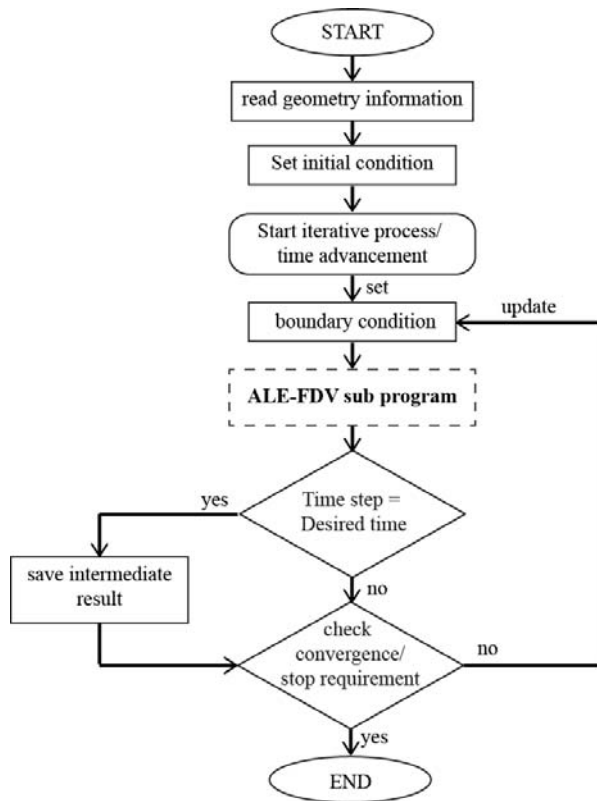 START
read geometry information
Set initial condition
Start iterative process/
time advancement
set
boundary condition
update
ALE-FDV sub program
yes
Time step =
Desired time
save intermediate
result
no
check
convergence/
stop requirement
no
yes
END